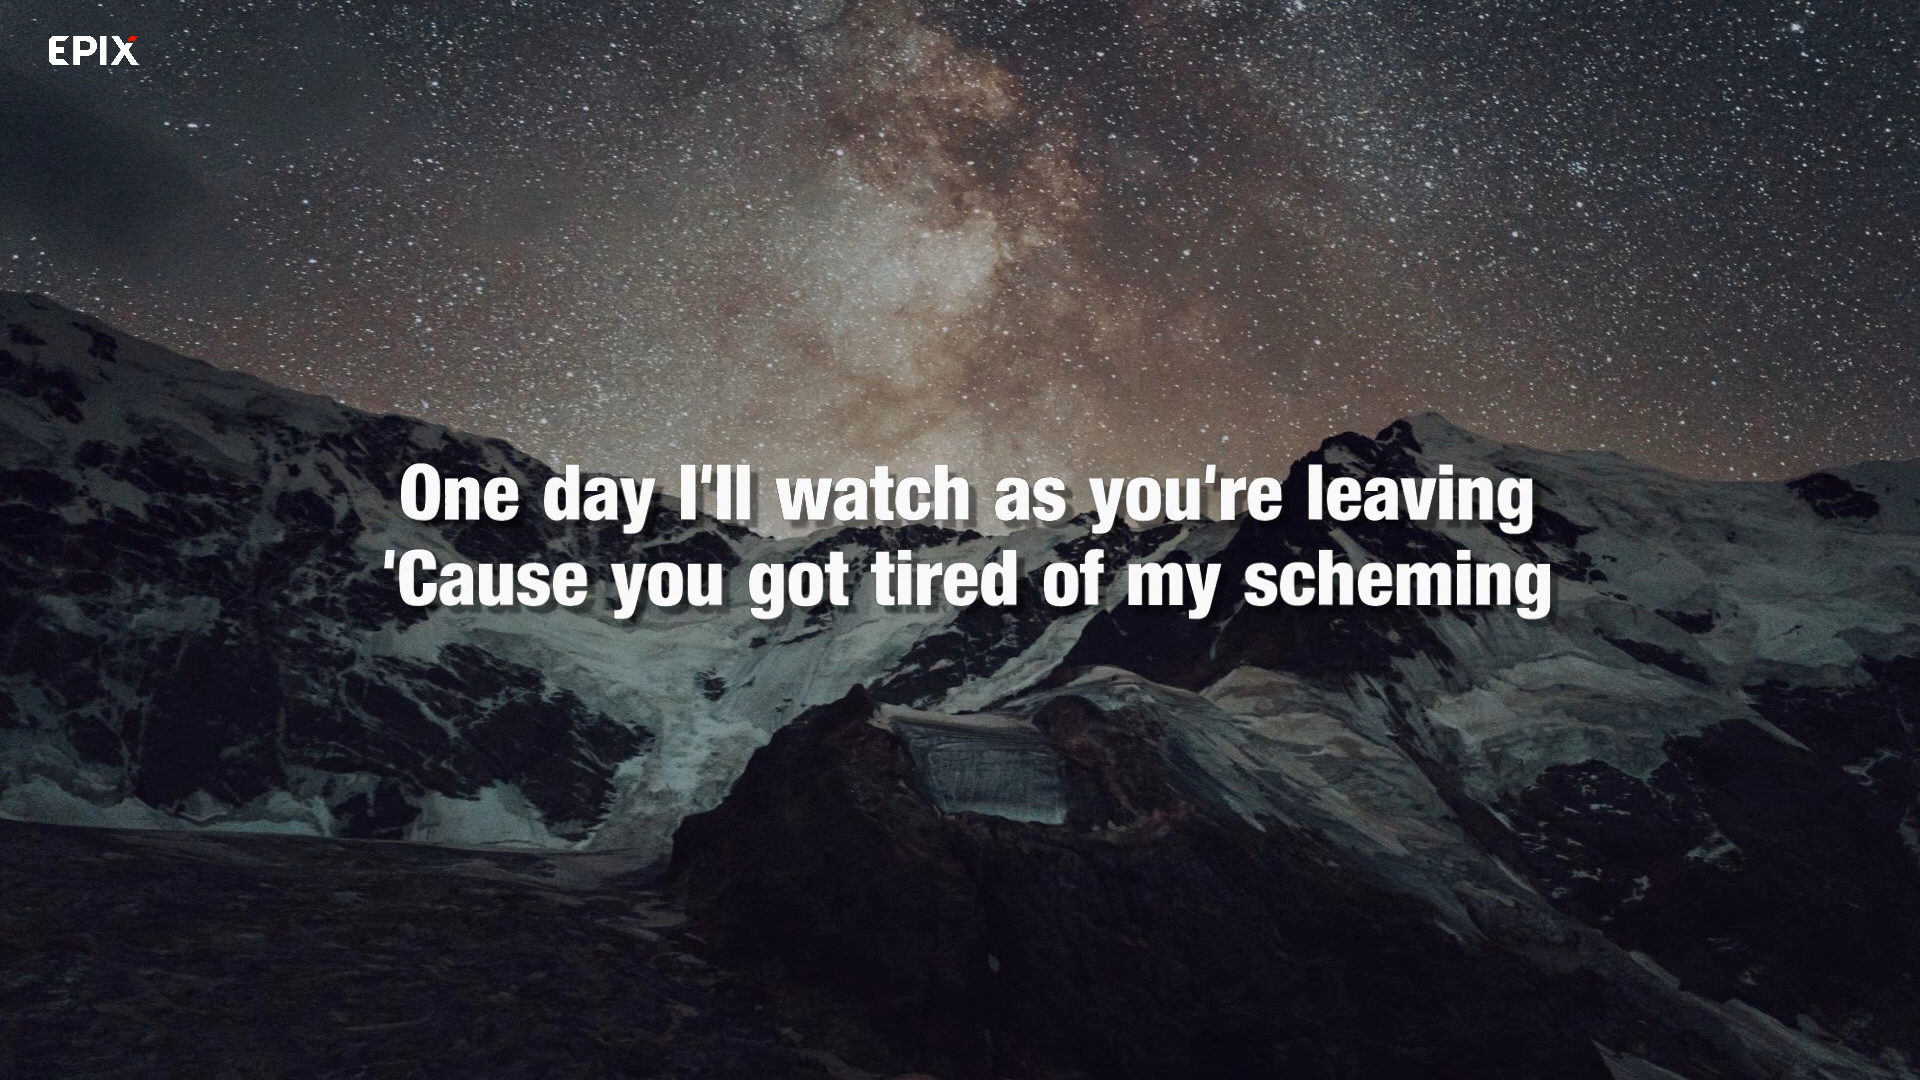 EPIX
One day I'll watch as you're leaving
'Cause you got tired of my scheming